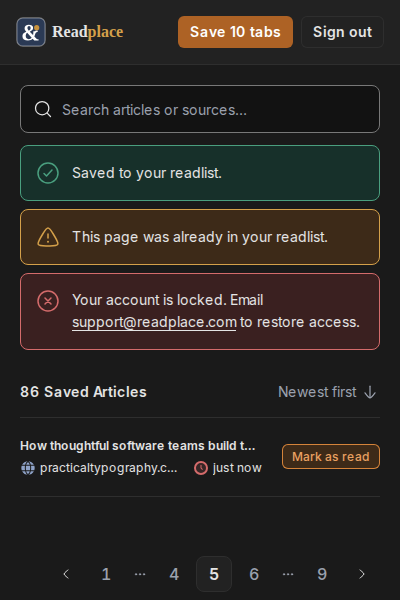 & Readplace
Save 10 tabs
Sign out
Search articles or sources...
Saved to your readlist.
This page was already in your readlist.
Your account is locked. Email
support@readplace.com to restore access.
86 Saved Articles
Newest first
How thoughtful software teams build t...
practicaltypography.c...
just now
Mark as read
1 ... 4 5 6 ... 9